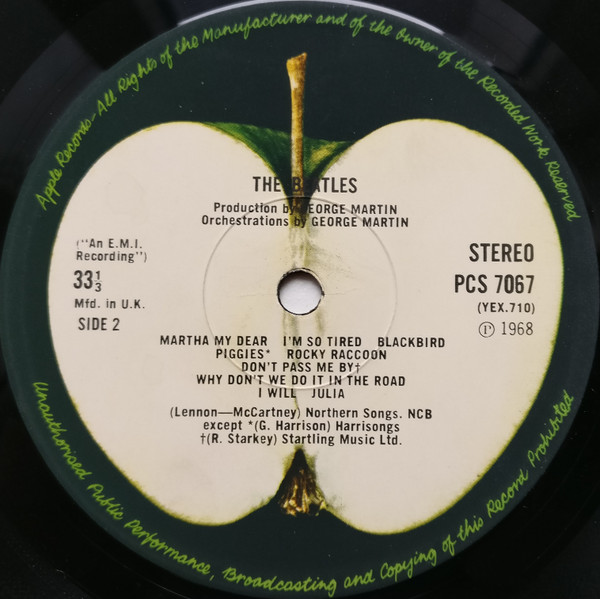 Apple Records-All Rights of the Manufacturer and of the Owner of the Recorded Work Reserved
THE BEATLES
Production by GEORGE MARTIN
Orchestrations by GEORGE MARTIN
("An E.M.I.
Recording")
33⅓
Mfd. in U.K.
SIDE 2
STEREO
PCS 7067
(YEX.710)
Ⓟ 1968
MARTHA MY DEAR I'M SO TIRED BLACKBIRD
PIGGIES* ROCKY RACCOON
DON'T PASS ME BY†
WHY DON'T WE DO IT IN THE ROAD
I WILL JULIA
(Lennon—McCartney) Northern Songs. NCB
except *(G. Harrison) Harrisongs
†(R. Starkey) Startling Music Ltd.
Unauthorised Public Performance, Broadcasting and Copying of this Record Prohibited